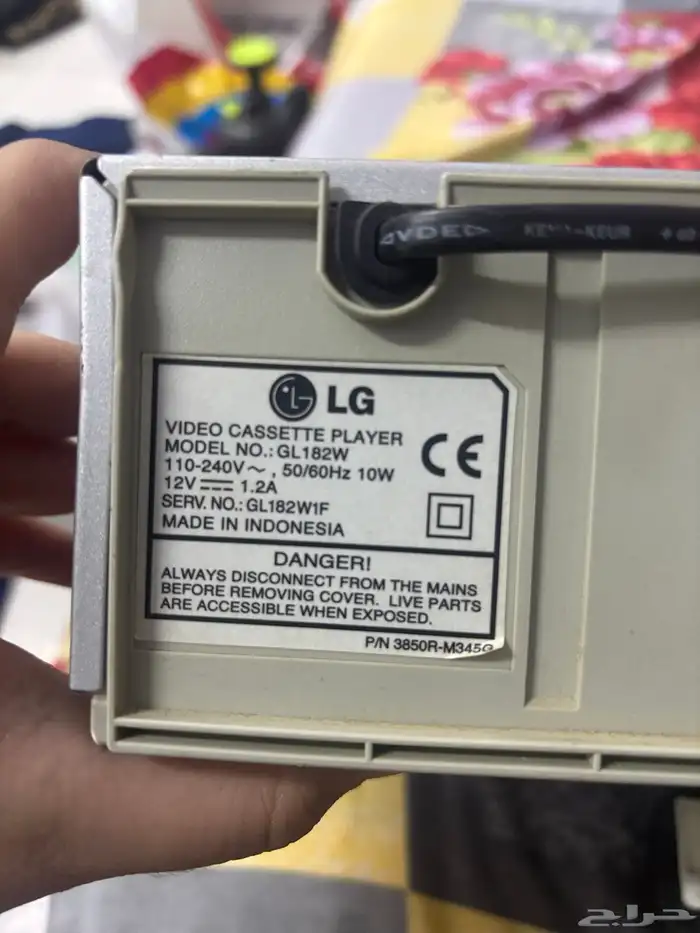 VDE
LG
VIDEO CASSETTE PLAYER
MODEL NO.: GL182W
110-240V ~ , 50/60Hz 10W
12V ⎓ 1.2A
SERV. NO.: GL182W1F
MADE IN INDONESIA
CE
DANGER!
ALWAYS DISCONNECT FROM THE MAINS
BEFORE REMOVING COVER. LIVE PARTS
ARE ACCESSIBLE WHEN EXPOSED.
P/N 3850R-M345G
حراج